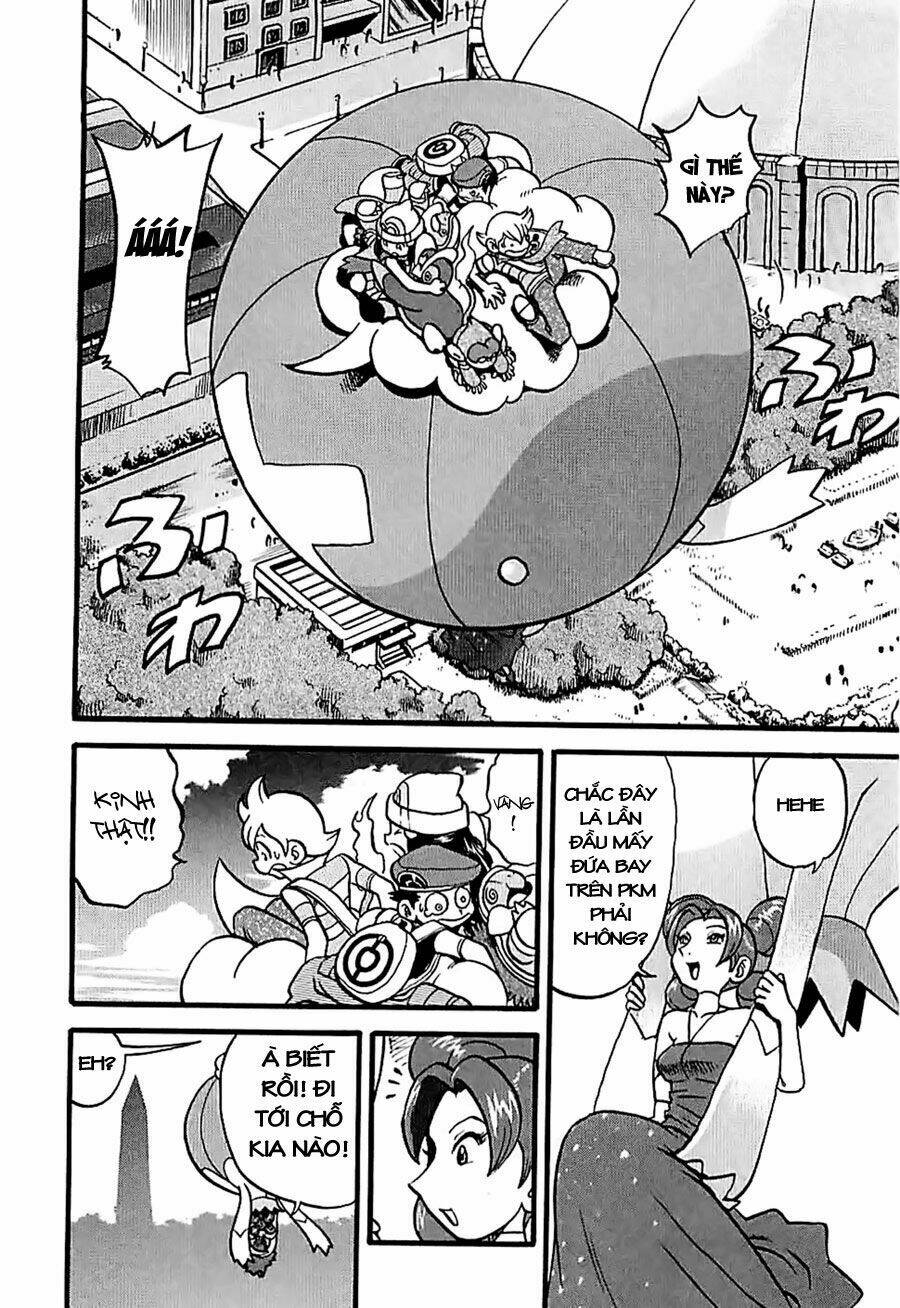 GÌ THẾ
NÀY?
ÁÁÁ!
ふわ
ふわ
HEHE
CHẮC ĐÂY
LÀ LẦN
ĐẦU MẤY
ĐỨA BAY
TRÊN PKM
PHẢI
KHÔNG?
VÂNG
!
KINH
THẬT!!
À BIẾT
RỒI! ĐI
TỚI CHỖ
KIA NÀO!
EH?